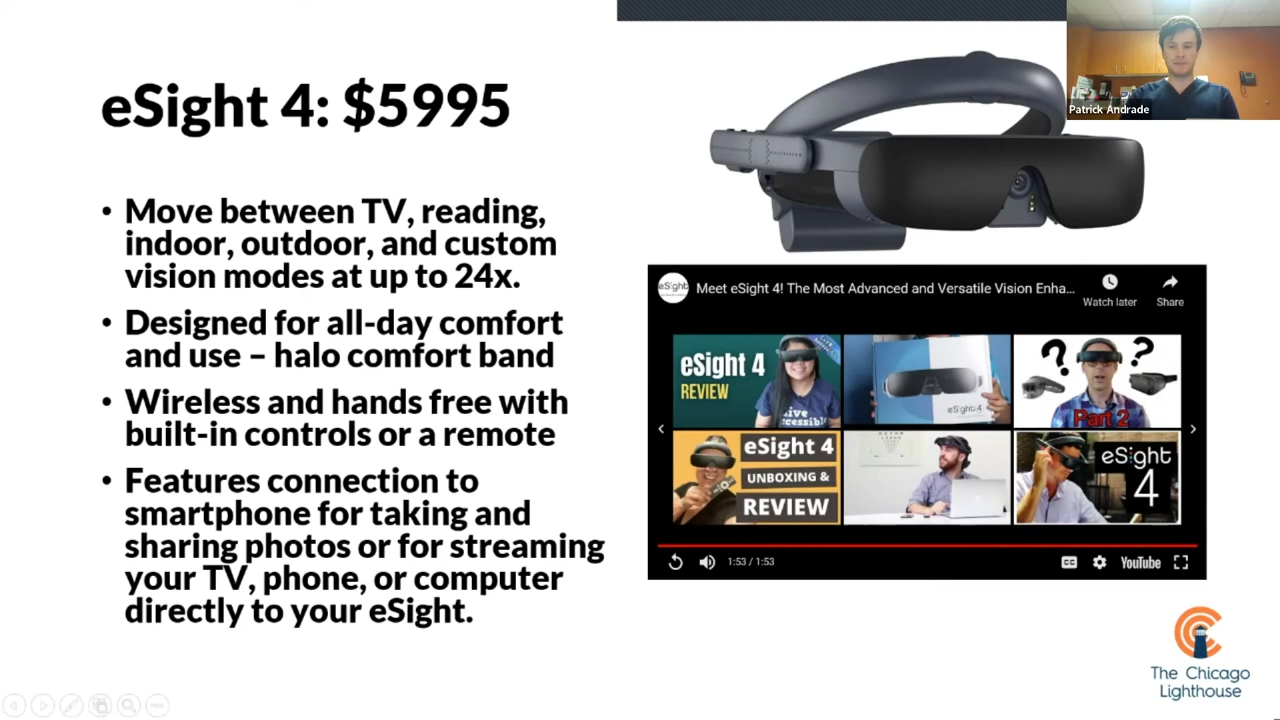 eSight 4: $5995
• Move between TV, reading,
indoor, outdoor, and custom
vision modes at up to 24x.
• Designed for all-day comfort
and use – halo comfort band
• Wireless and hands free with
built-in controls or a remote
• Features connection to
smartphone for taking and
sharing photos or for streaming
your TV, phone, or computer
directly to your eSight.
Patrick Andrade
eSight
Meet eSight 4! The Most Advanced and Versatile Vision Enha...
Watch later
Share
eSight 4
REVIEW
eSight 4
??
Part 2
eSight 4
UNBOXING &
REVIEW
eSight
4
1:53 / 1:53
CC
YouTube
The Chicago
Lighthouse